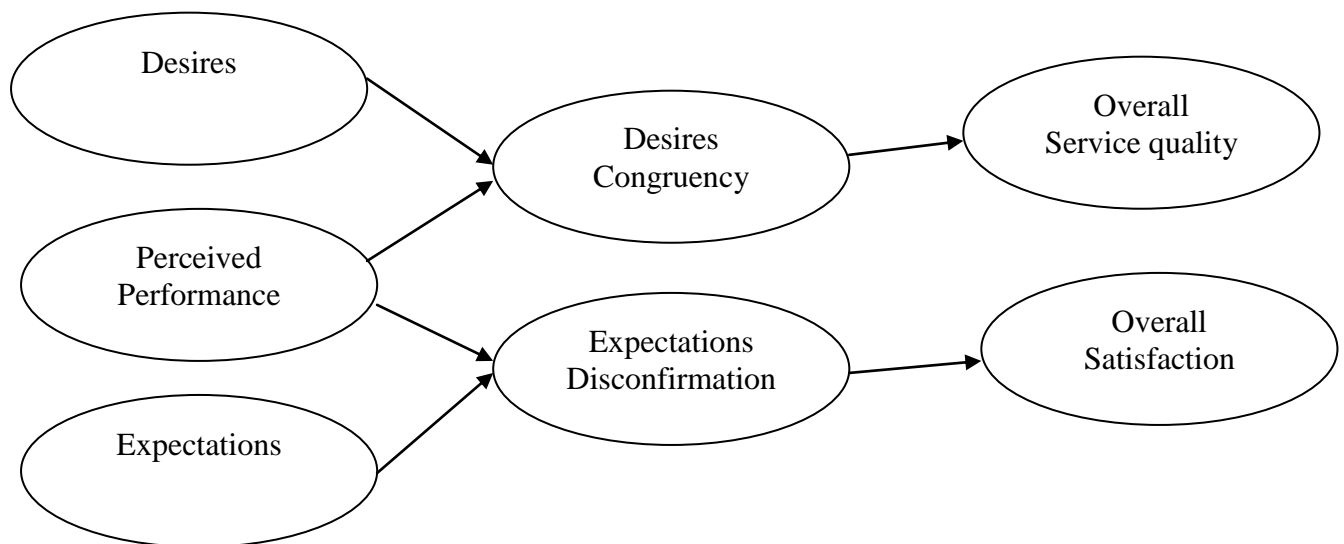 Desires
Perceived
Performance
Expectations
Desires
Congruency
Expectations
Disconfirmation
Overall
Service quality
Overall
Satisfaction